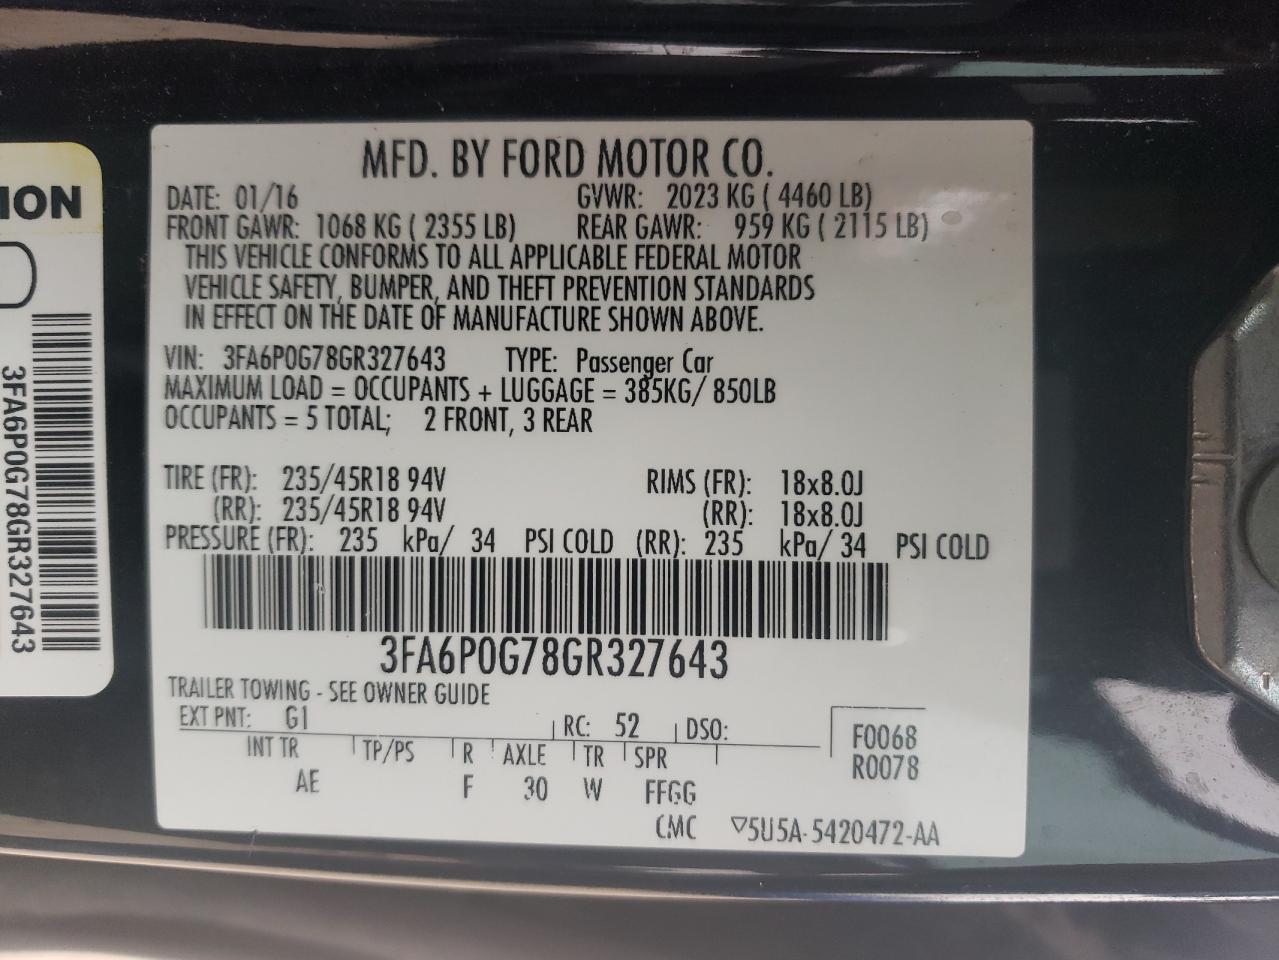 MFD. BY FORD MOTOR CO.
DATE: 01/16 GVWR: 2023 KG ( 4460 LB)
FRONT GAWR: 1068 KG ( 2355 LB) REAR GAWR: 959 KG ( 2115 LB)
THIS VEHICLE CONFORMS TO ALL APPLICABLE FEDERAL MOTOR
VEHICLE SAFETY, BUMPER, AND THEFT PREVENTION STANDARDS
IN EFFECT ON THE DATE OF MANUFACTURE SHOWN ABOVE.
VIN: 3FA6P0G78GR327643 TYPE: Passenger Car
MAXIMUM LOAD = OCCUPANTS + LUGGAGE = 385KG/ 850LB
OCCUPANTS = 5 TOTAL; 2 FRONT, 3 REAR
TIRE (FR): 235/45R18 94V RIMS (FR): 18x8.0J
(RR): 235/45R18 94V (RR): 18x8.0J
PRESSURE (FR): 235 kPa/ 34 PSI COLD (RR): 235 kPa/ 34 PSI COLD
3FA6P0G78GR327643
TRAILER TOWING - SEE OWNER GUIDE
EXT PNT: G1 RC: 52 DSO:
INT TR TP/PS R AXLE TR SPR
AE F 30 W FFGG
CMC ▽5U5A-5420472-AA
F0068
R0078
ION
3FA6P0G78GR327643